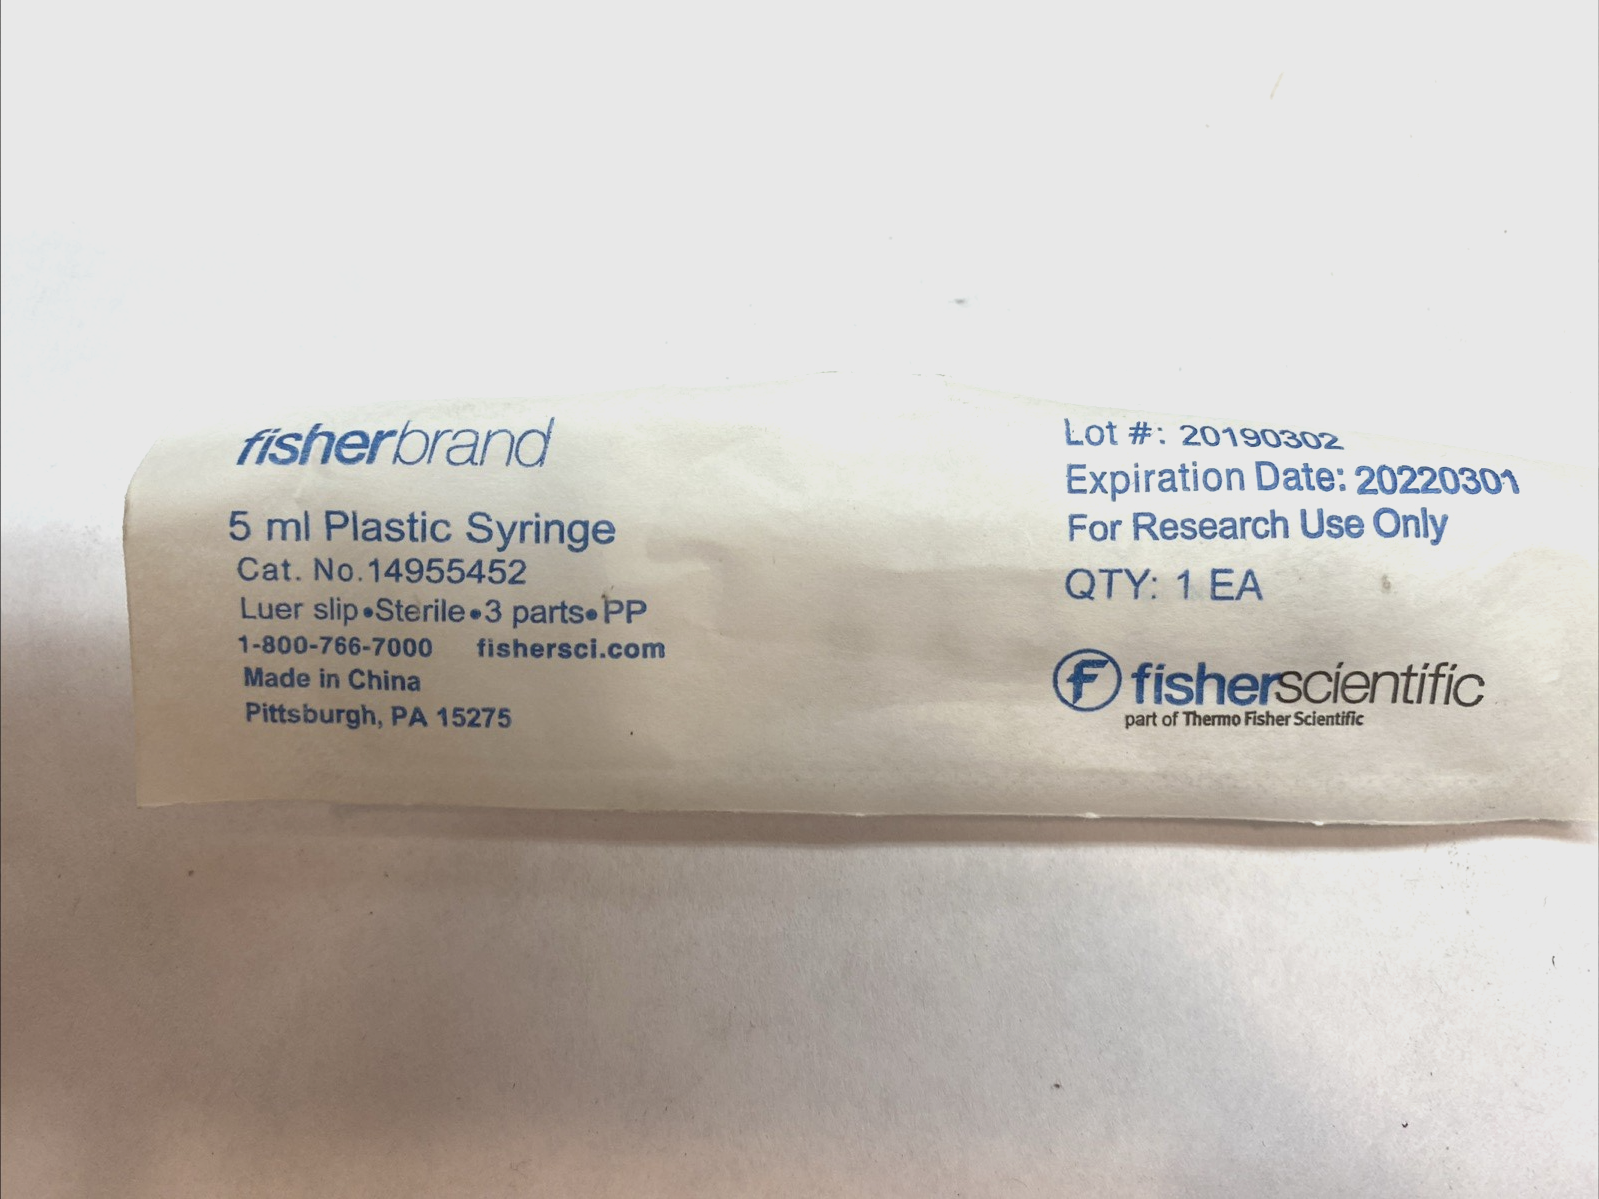 fisherbrand
5 ml Plastic Syringe
Cat. No.14955452
Luer slip•Sterile•3 parts•PP
1-800-766-7000 fishersci.com
Made in China
Pittsburgh, PA 15275
Lot #: 20190302
Expiration Date: 20220301
For Research Use Only
QTY: 1 EA
F fisherscientific
part of Thermo Fisher Scientific